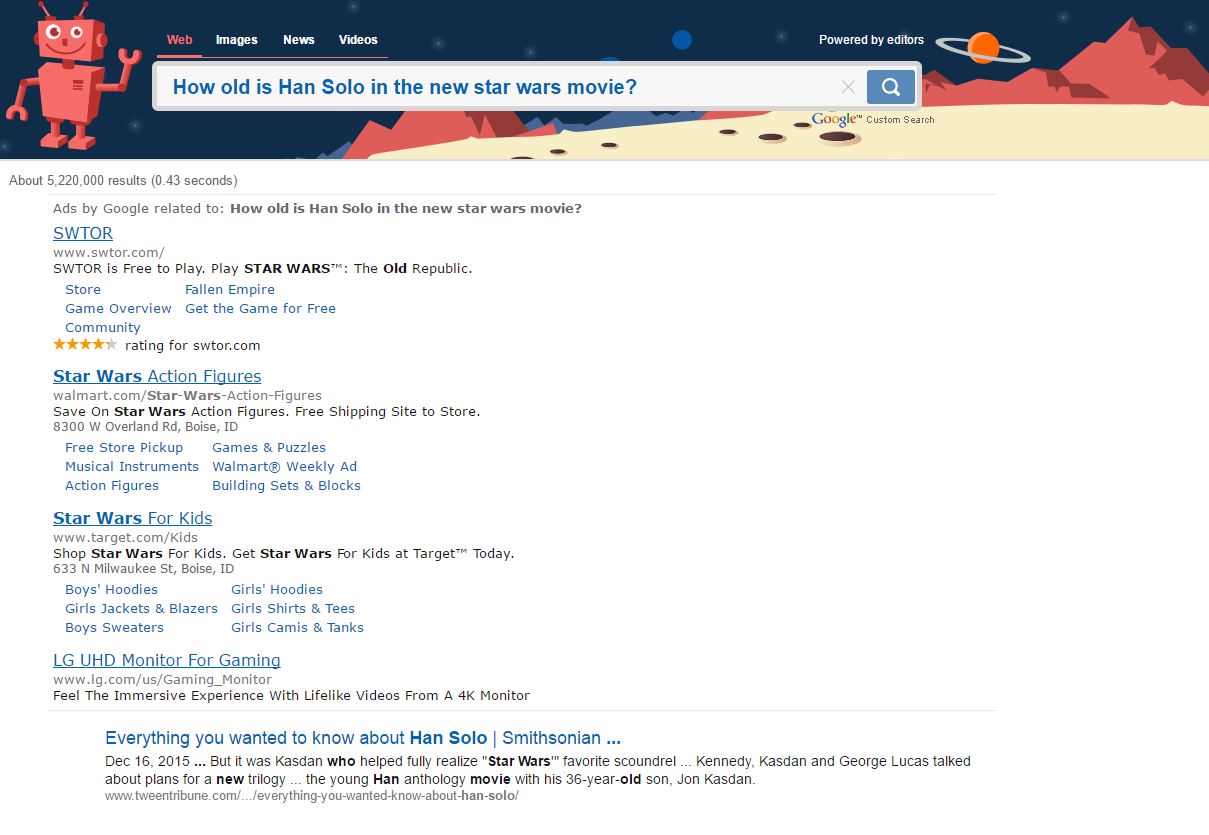 Web Images News Videos
Powered by editors
How old is Han Solo in the new star wars movie?
Google™ Custom Search
About 5,220,000 results (0.43 seconds)
Ads by Google related to: How old is Han Solo in the new star wars movie?
SWTOR
www.swtor.com/
SWTOR is Free to Play. Play STAR WARS™: The Old Republic.
Store Fallen Empire
Game Overview Get the Game for Free
Community
rating for swtor.com
Star Wars Action Figures
walmart.com/Star-Wars-Action-Figures
Save On Star Wars Action Figures. Free Shipping Site to Store.
8300 W Overland Rd, Boise, ID
Free Store Pickup Games & Puzzles
Musical Instruments Walmart® Weekly Ad
Action Figures Building Sets & Blocks
Star Wars For Kids
www.target.com/Kids
Shop Star Wars For Kids. Get Star Wars For Kids at Target™ Today.
633 N Milwaukee St, Boise, ID
Boys' Hoodies Girls' Hoodies
Girls Jackets & Blazers Girls Shirts & Tees
Boys Sweaters Girls Camis & Tanks
LG UHD Monitor For Gaming
www.lg.com/us/Gaming_Monitor
Feel The Immersive Experience With Lifelike Videos From A 4K Monitor
Everything you wanted to know about Han Solo | Smithsonian ...
Dec 16, 2015 ... But it was Kasdan who helped fully realize "Star Wars'" favorite scoundrel ... Kennedy, Kasdan and George Lucas talked
about plans for a new trilogy ... the young Han anthology movie with his 36-year-old son, Jon Kasdan.
www.tweentribune.com/.../everything-you-wanted-know-about-han-solo/